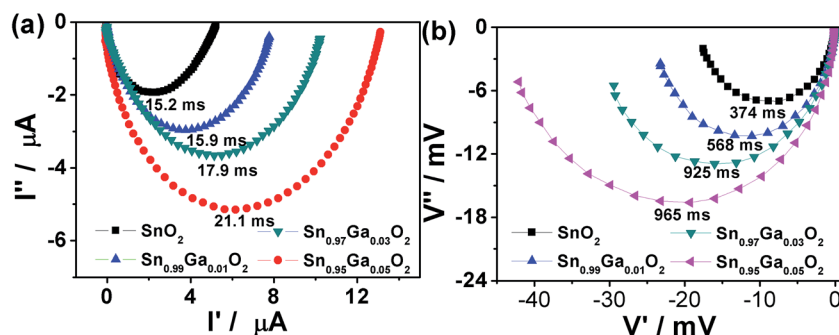 (a)
I'' / μA
0
-2
-4
-6
15.2 ms
15.9 ms
17.9 ms
21.1 ms
SnO₂
Sn₀.₉₇Ga₀.₀₃O₂
Sn₀.₉₉Ga₀.₀₁O₂
Sn₀.₉₅Ga₀.₀₅O₂
0 4 8 12
I' / μA
(b)
V'' / mV
0
-6
-12
-18
-24
374 ms
568 ms
925 ms
965 ms
SnO₂
Sn₀.₉₇Ga₀.₀₃O₂
Sn₀.₉₉Ga₀.₀₁O₂
Sn₀.₉₅Ga₀.₀₅O₂
-40 -30 -20 -10 0
V' / mV